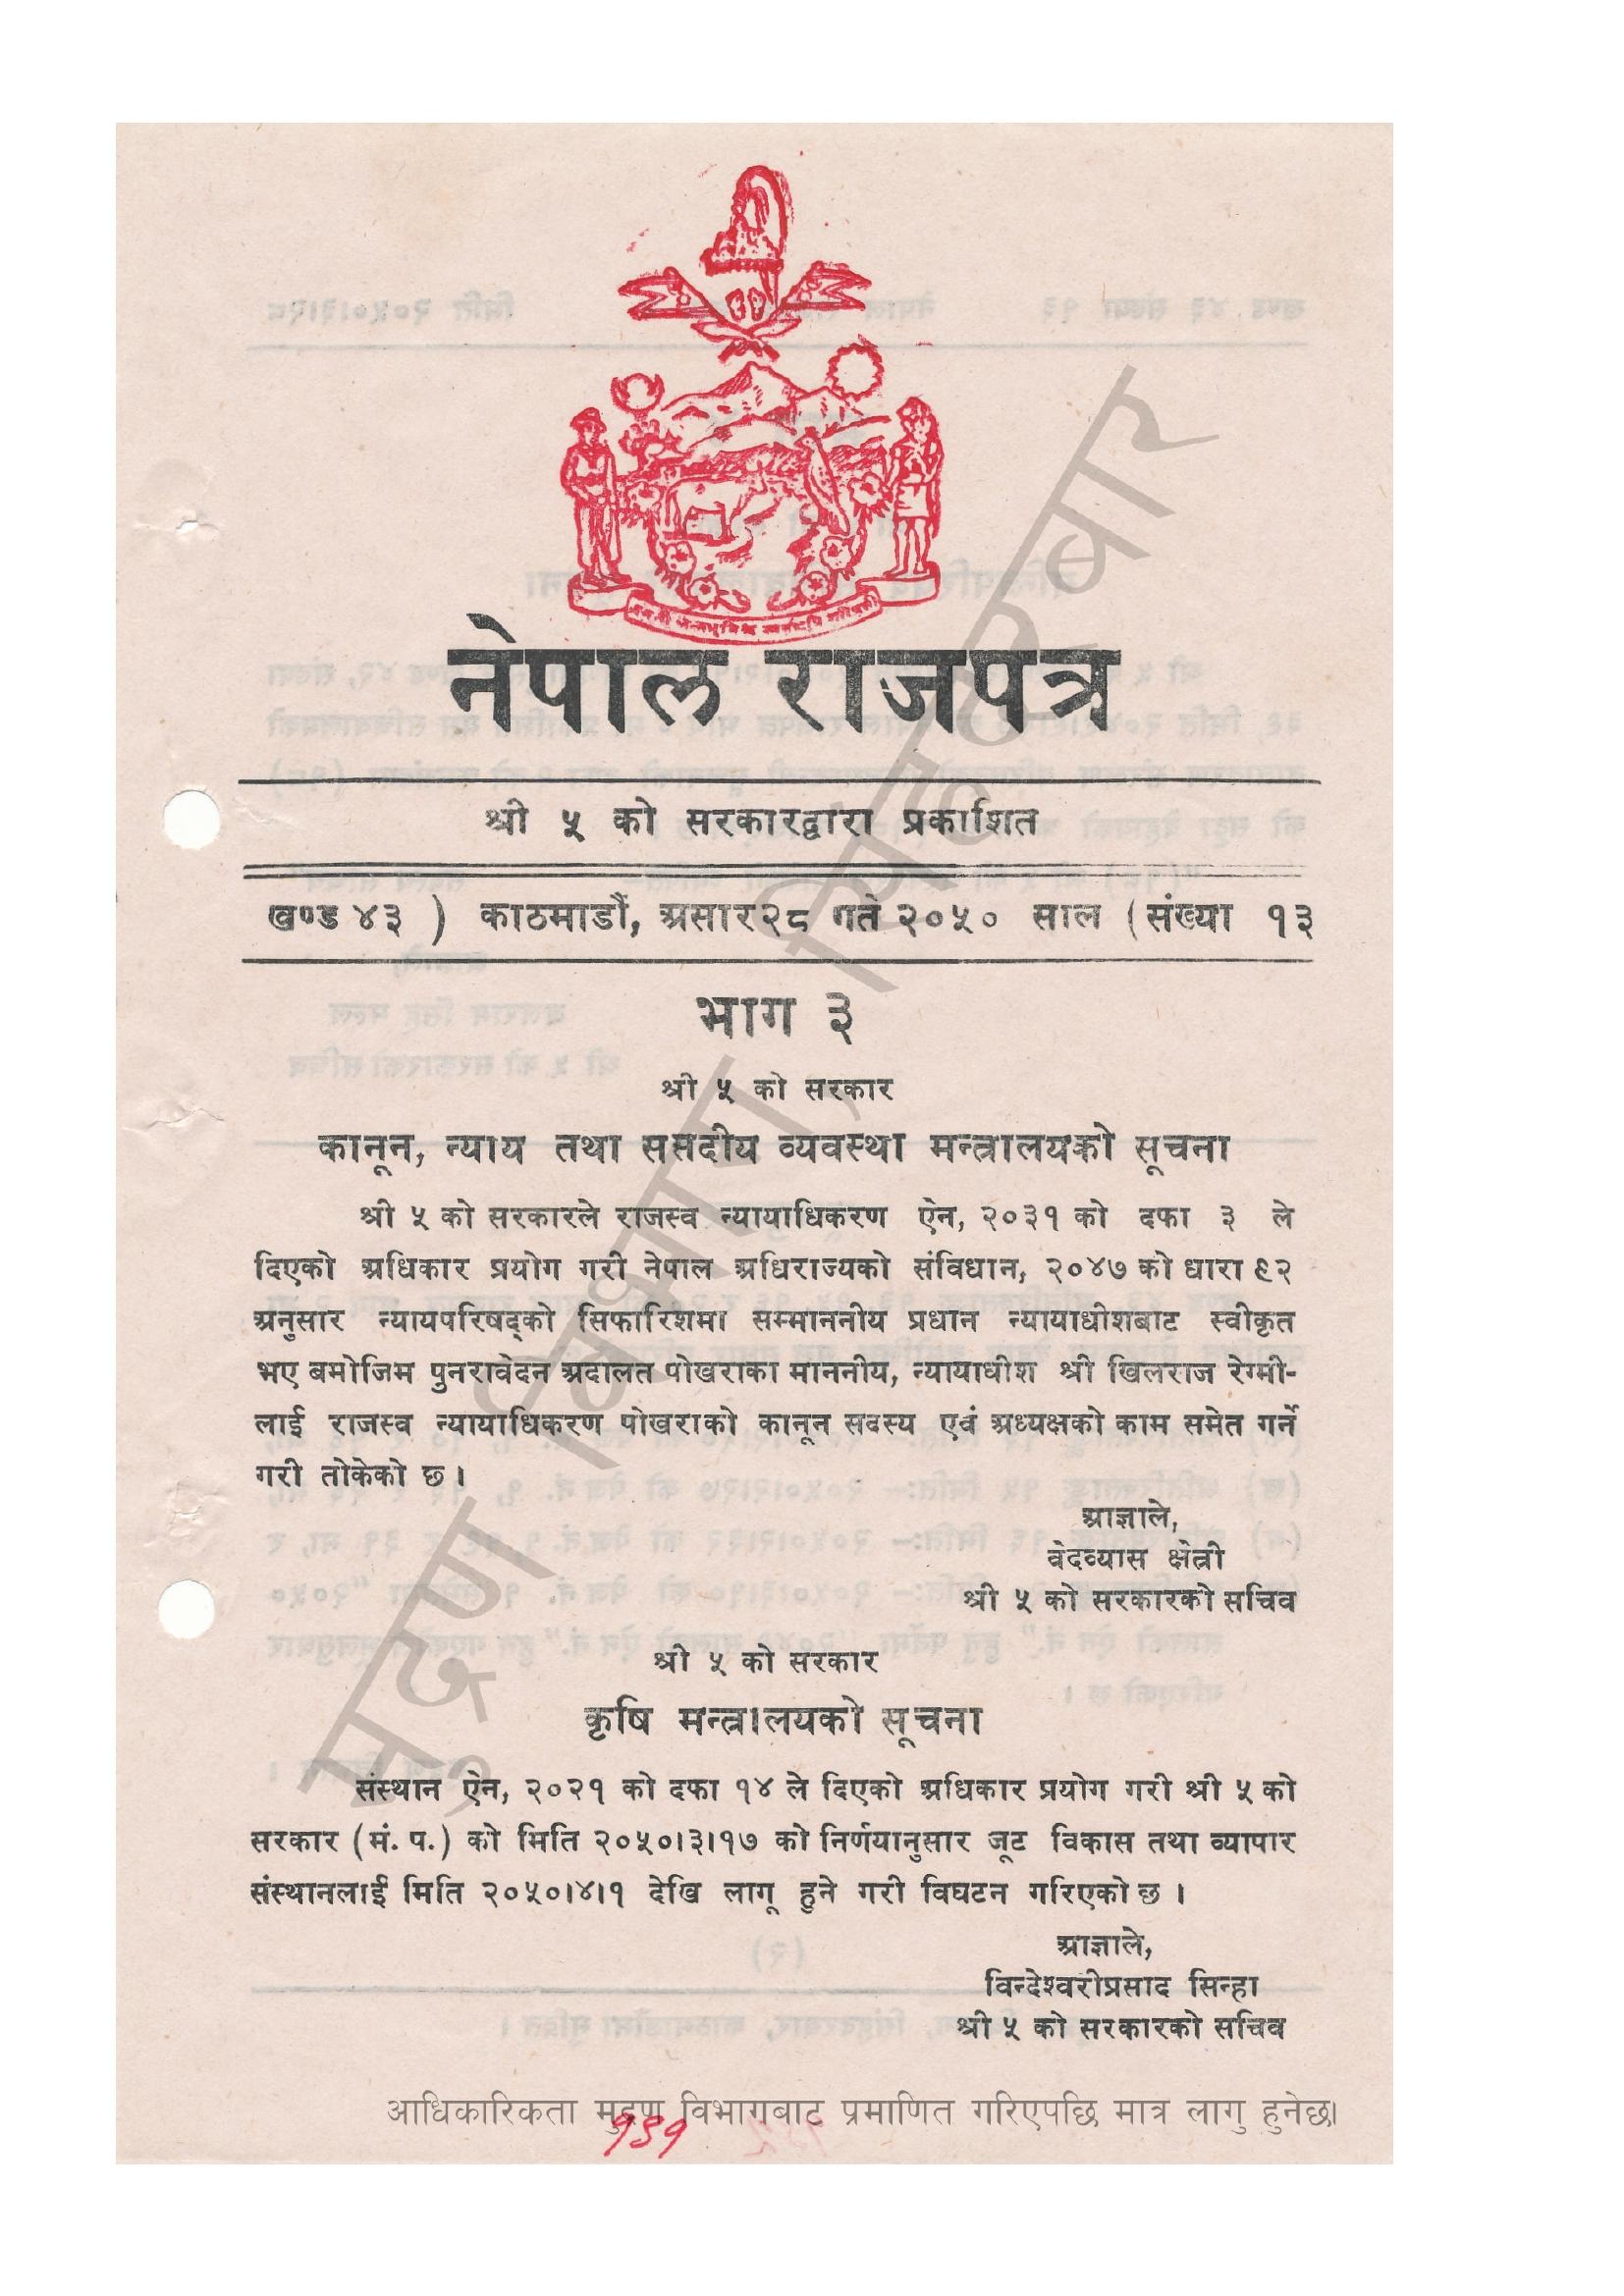 नेपाल राजपत्र
श्री ५ को सरकारद्वारा प्रकाशित
खण्ड ४३ ) काठमाडौं, असार २८ गते २०५० साल ( संख्या १३
भाग ३
श्री ५ को सरकार
कानून, न्याय तथा ससदीय व्यवस्था मन्त्रालयको सूचना
श्री ५ को सरकारले राजस्व न्यायाधिकरण ऐन, २०३१ को दफा ३ ले
दिएको अधिकार प्रयोग गरी नेपाल अधिराज्यको संविधान, २०४७ को धारा ९२
अनुसार न्यायपरिषद्को सिफारिशमा सम्माननीय प्रधान न्यायाधीशबाट स्वीकृत
भए बमोजिम पुनरावेदन अदालत पोखराका माननीय, न्यायाधीश श्री खिलराज रेग्मी-
लाई राजस्व न्यायाधिकरण पोखराको कानून सदस्य एवं अध्यक्षको काम समेत गर्ने
गरी तोकेको छ ।
आज्ञाले,
वेदव्यास क्षेत्री
श्री ५ को सरकारको सचिव
श्री ५ को सरकार
कृषि मन्त्रालयको सूचना
संस्थान ऐन, २०२१ को दफा १४ ले दिएको अधिकार प्रयोग गरी श्री ५ को
सरकार (मं. प.) को मिति २०५०।३।१७ को निर्णयानुसार जूट विकास तथा व्यापार
संस्थानलाई मिति २०५०।४।१ देखि लागू हुने गरी विघटन गरिएको छ ।
आज्ञाले,
विन्देश्वरीप्रसाद सिन्हा
श्री ५ को सरकारको सचिव
आधिकारिकता मुद्रण विभागबाट प्रमाणित गरिएपछि मात्र लागु हुनेछ।
१९१
मुद्रण विभाग, सिंहदरबार